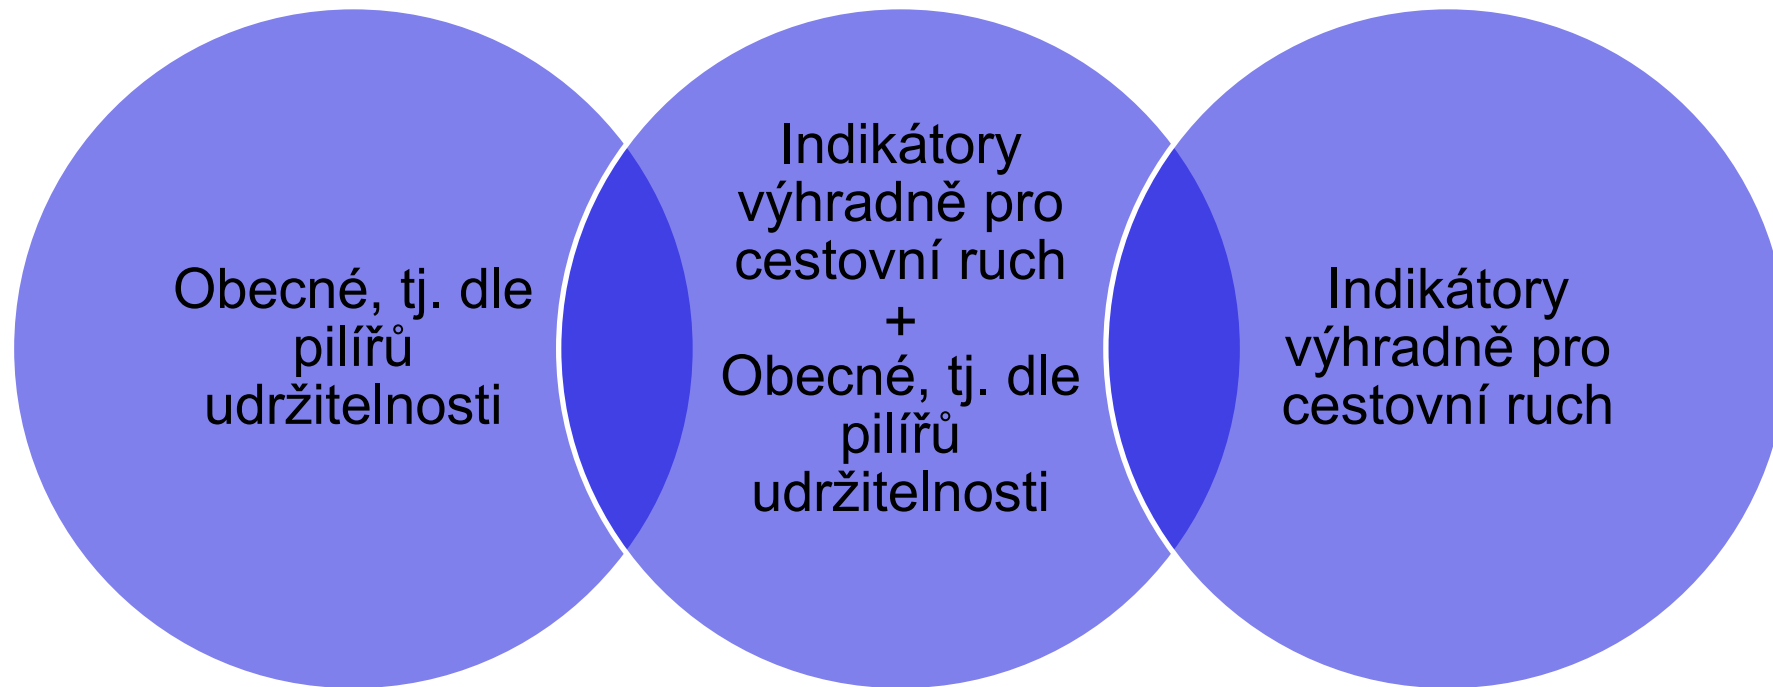 Obecné, tj. dle
pilířů
udržitelnosti
Indikátory
výhradně pro
cestovní ruch
+
Obecné, tj. dle
pilířů
udržitelnosti
Indikátory
výhradně pro
cestovní ruch